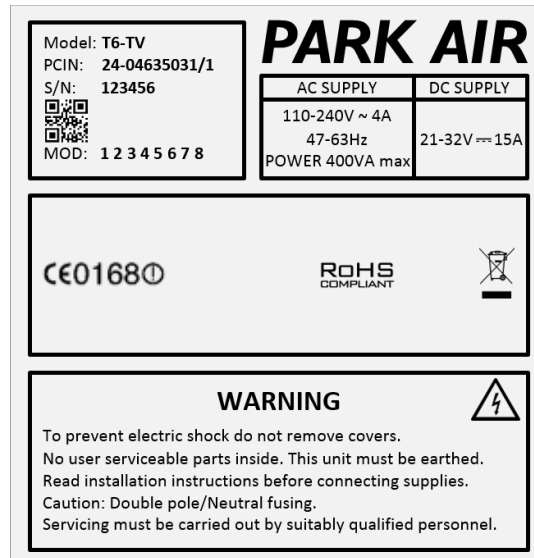 Model: T6-TV
PCIN: 24-04635031/1
S/N: 123456
MOD: 1 2 3 4 5 6 7 8
PARK AIR
AC SUPPLY
110-240V ~ 4A
47-63Hz
POWER 400VA max
DC SUPPLY
21-32V ⎓ 15A
CE0168
RoHS
COMPLIANT
WARNING
To prevent electric shock do not remove covers.
No user serviceable parts inside. This unit must be earthed.
Read installation instructions before connecting supplies.
Caution: Double pole/Neutral fusing.
Servicing must be carried out by suitably qualified personnel.